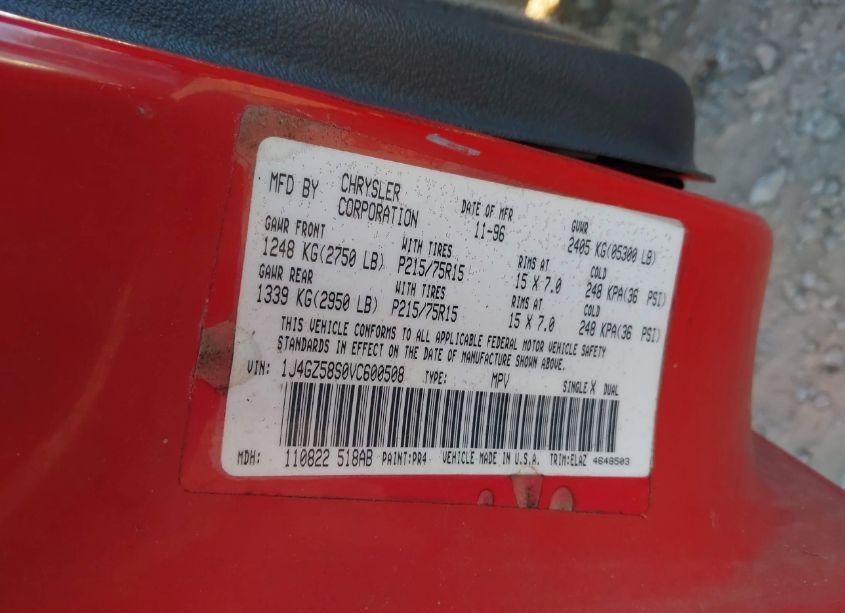 MFD BY CHRYSLER CORPORATION DATE OF MFR 11-96 GVWR 2405 KG(05300 LB)
GAWR FRONT WITH TIRES RIMS AT COLD
1248 KG(2750 LB) P215/75R15 15 X 7.0 248 KPA(36 PSI)
GAWR REAR WITH TIRES RIMS AT COLD
1339 KG(2950 LB) P215/75R15 15 X 7.0 248 KPA(36 PSI)
THIS VEHICLE CONFORMS TO ALL APPLICABLE FEDERAL MOTOR VEHICLE SAFETY
STANDARDS IN EFFECT ON THE DATE OF MANUFACTURE SHOWN ABOVE.
VIN: 1J4GZ58S0VC600508 TYPE: MPV SINGLE X DUAL
MDH: 110822 518AB PAINT:PR4 VEHICLE MADE IN U.S.A. TRIM:ELAZ 4648503